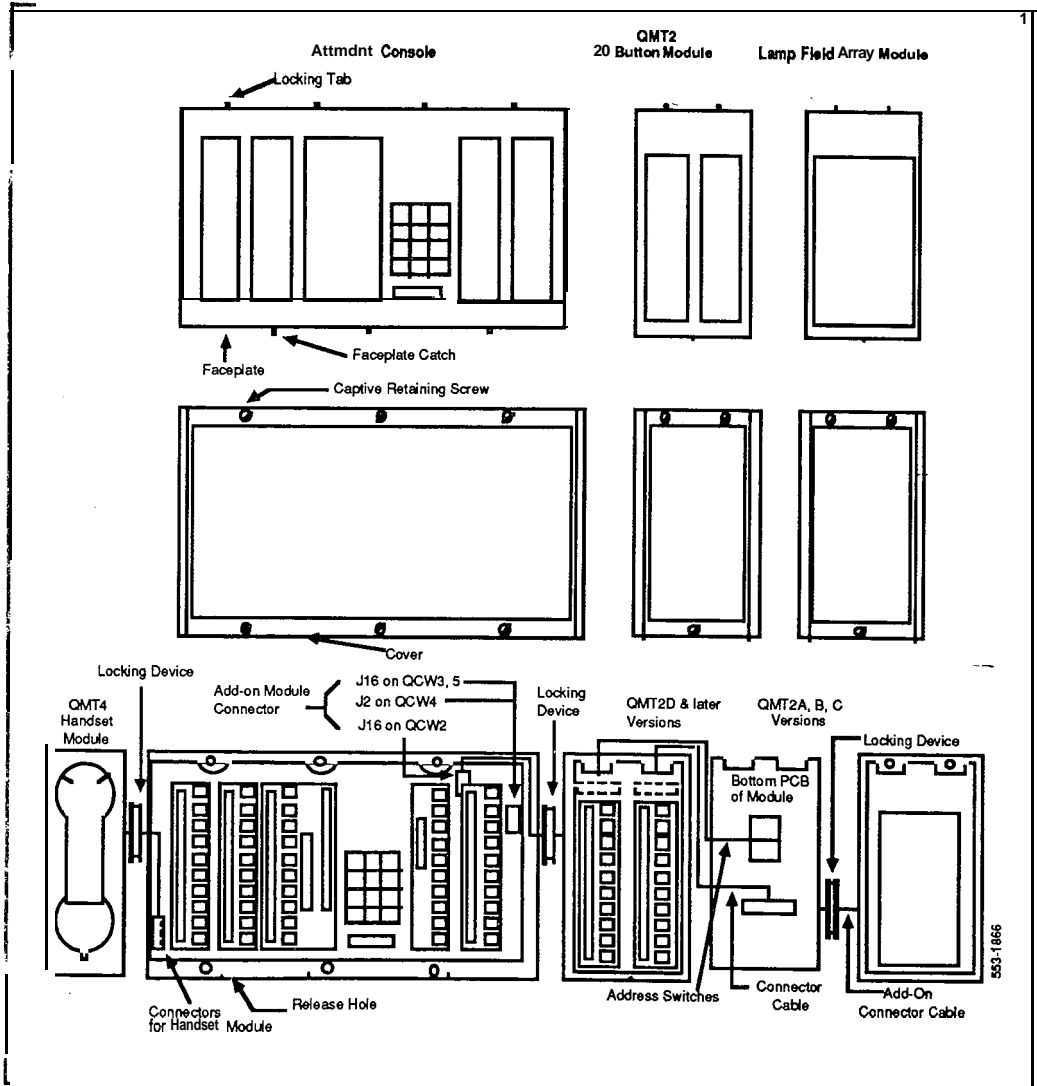 1
Attmdnt Console
QMT2
20 Button Module
Lamp Field Array Module
Locking Tab
Faceplate Catch
Faceplate
Captive Retaining Screw
Cover
Locking Device
QMT4
Handset
Module
Add-on Module
Connector
J16 on QCW3, 5
J2 on QCW4
J16 on QCW2
Locking
Device
QMT2D & later
Versions
QMT2A, B, C
Versions
Locking Device
Bottom PCB
of Module
553-1866
Connectors
for Handset Module
Release Hole
Address Switches
Connector
Cable
Add-On
Connector Cable